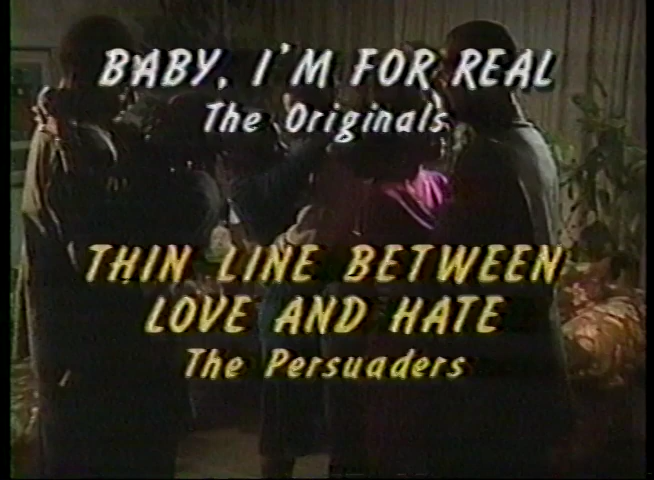 BABY, I'M FOR REAL
The Originals
THIN LINE BETWEEN
LOVE AND HATE
The Persuaders